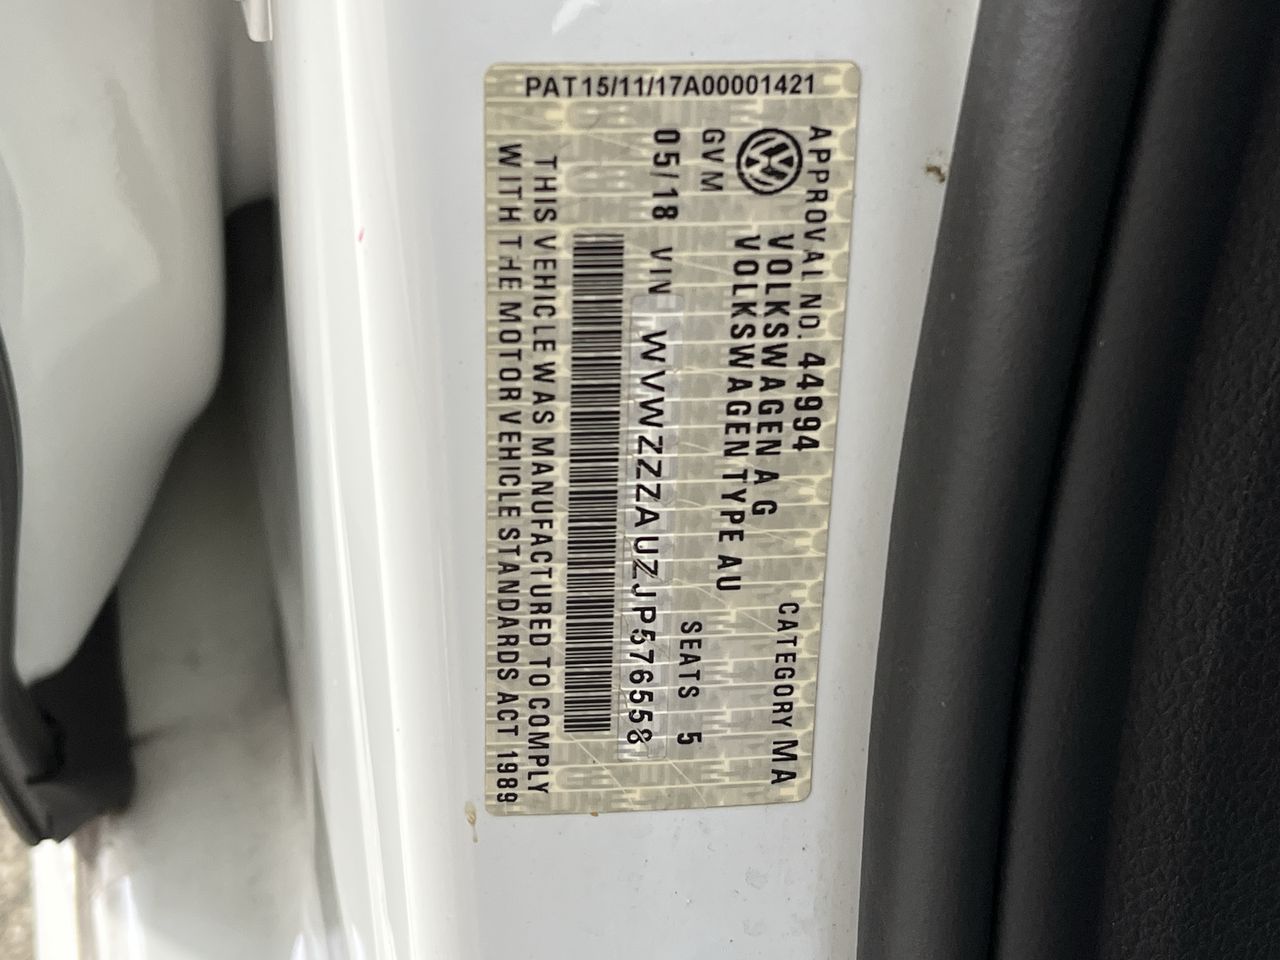 PAT15/11/17A00001421
APPROVAL NO. 44994
VOLKSWAGEN A G
CATEGORY MA
VOLKSWAGEN TYPE AU
GVM
SEATS 5
05/18 VIN WVWZZZAUZJP576558
THIS VEHICLE WAS MANUFACTURED TO COMPLY
WITH THE MOTOR VEHICLE STANDARDS ACT 1989